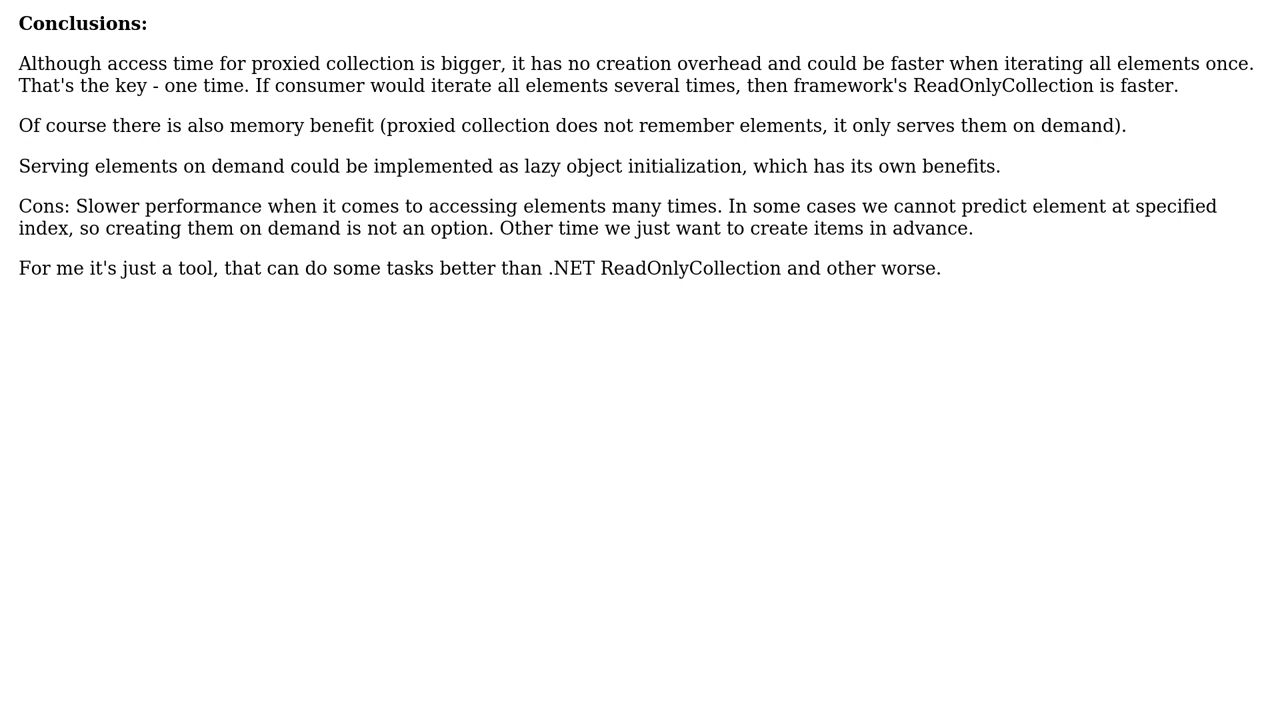 Conclusions:
Although access time for proxied collection is bigger, it has no creation overhead and could be faster when iterating all elements once.
That's the key - one time. If consumer would iterate all elements several times, then framework's ReadOnlyCollection is faster.
Of course there is also memory benefit (proxied collection does not remember elements, it only serves them on demand).
Serving elements on demand could be implemented as lazy object initialization, which has its own benefits.
Cons: Slower performance when it comes to accessing elements many times. In some cases we cannot predict element at specified
index, so creating them on demand is not an option. Other time we just want to create items in advance.
For me it's just a tool, that can do some tasks better than .NET ReadOnlyCollection and other worse.